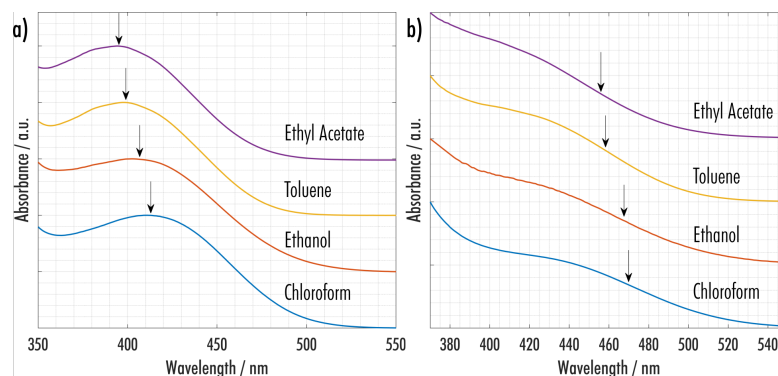 a)
Absorbance / a.u.
Ethyl Acetate
Toluene
Ethanol
Chloroform
350 400 450 500 550
Wavelength / nm
b)
Absorbance / a.u.
Ethyl Acetate
Toluene
Ethanol
Chloroform
380 400 420 440 460 480 500 520 540
Wavelength / nm